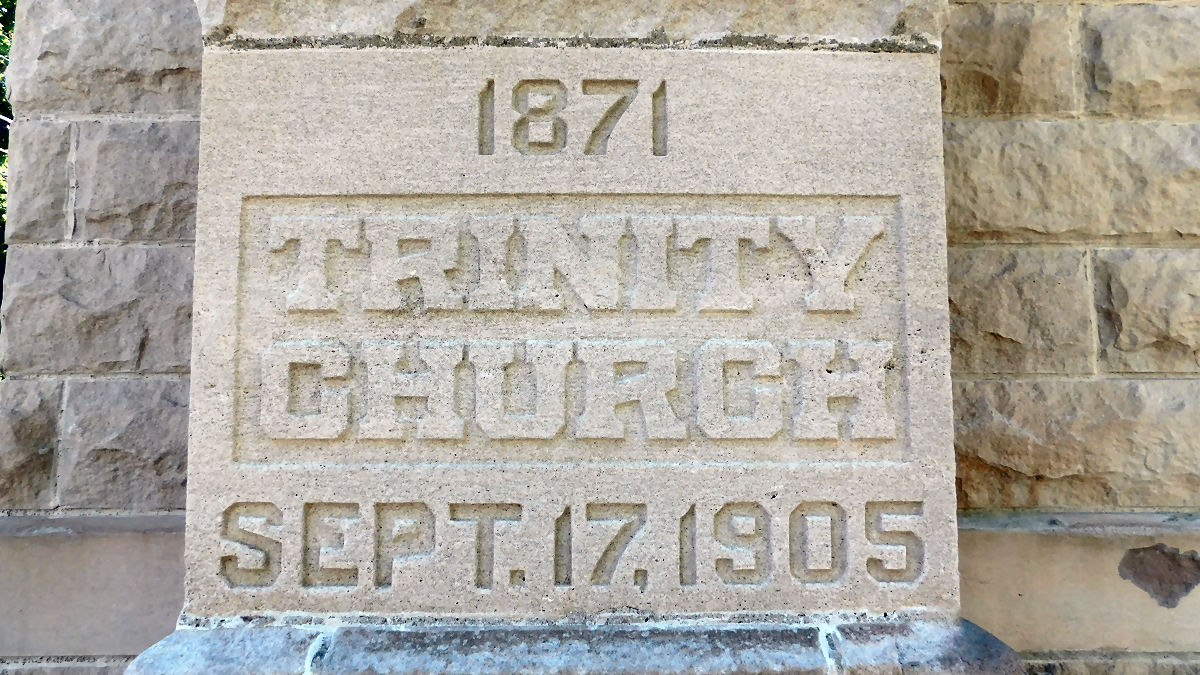 1871
TRINITY
CHURCH
SEPT. 17, 1905